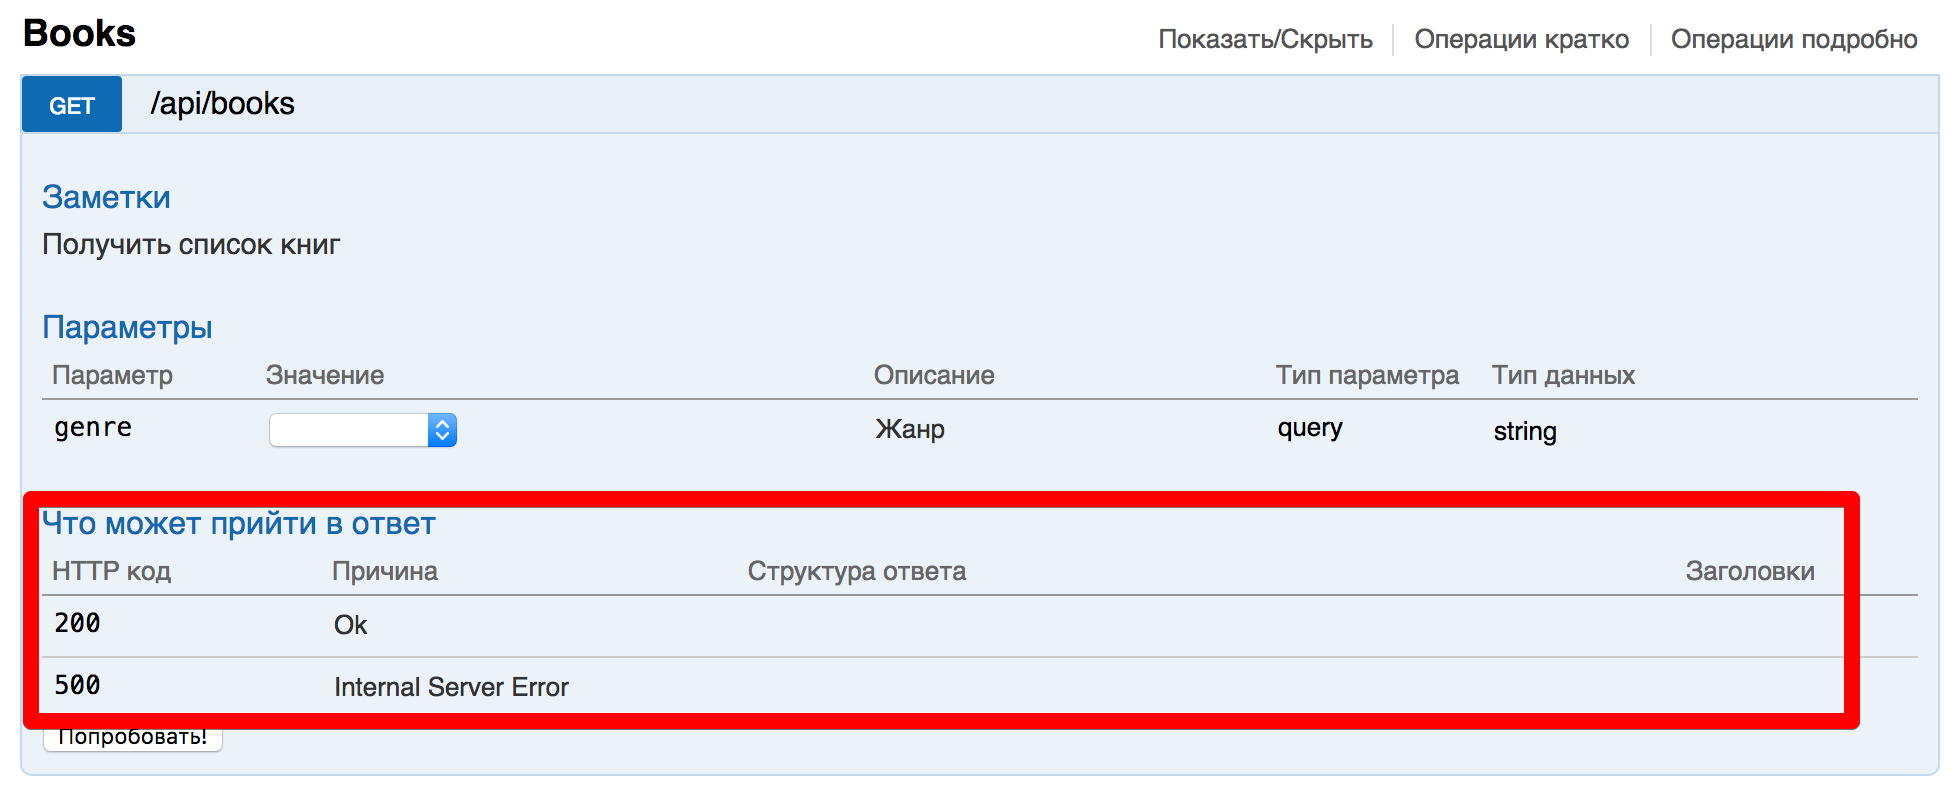 Books
Показать/Скрыть Операции кратко Операции подробно
GET /api/books
Заметки
Получить список книг
Параметры
Параметр Значение Описание Тип параметра Тип данных
genre Жанр query string
Что может прийти в ответ
HTTP код Причина Структура ответа Заголовки
200 Ok
500 Internal Server Error
Попробовать!